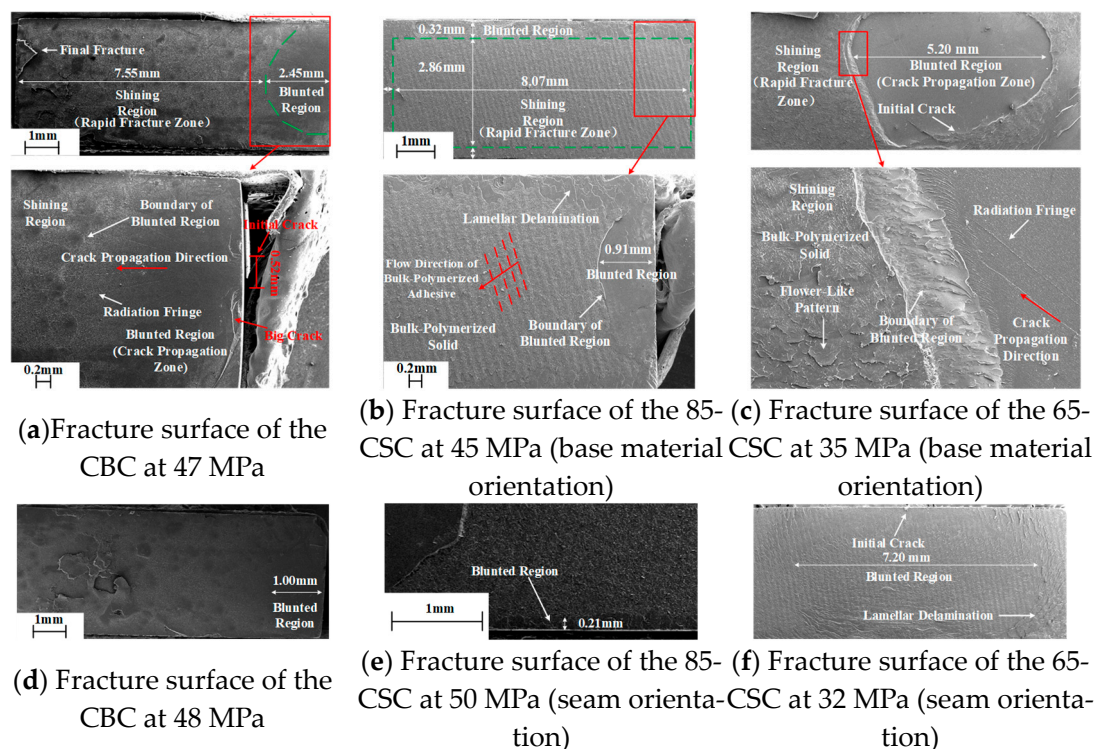 Final Fracture
7.55mm
2.45mm
Shining
Region
(Rapid Fracture Zone)
Blunted
Region
1mm
Shining
Region
Boundary of
Blunted Region
Initial Crack
0.52mm
Crack Propagation Direction
Radiation Fringe
Blunted Region
(Crack Propagation
Zone)
Big Crack
0.2mm
(a)Fracture surface of the
CBC at 47 MPa
0.32mm
Blunted Region
2.86mm
8.07mm
Shining
Region
(Rapid Fracture Zone)
1mm
Lamellar Delamination
0.91mm
Flow Direction of
Bulk-Polymerized
Adhesive
Blunted Region
Bulk-Polymerized
Solid
Boundary of
Blunted Region
0.2mm
(b) Fracture surface of the 85-
CSC at 45 MPa (base material
orientation)
Shining
Region
(Rapid Fracture
Zone)
5.20 mm
Blunted Region
(Crack Propagation Zone)
Initial Crack
Shining
Region
Radiation Fringe
Bulk-Polymerized
Solid
Flower-Like
Pattern
Boundary of
Blunted Region
Crack
Propagation
Direction
(c) Fracture surface of the 65-
CSC at 35 MPa (base material
orientation)
1.00mm
Blunted
Region
1mm
(d) Fracture surface of the
CBC at 48 MPa
Blunted Region
1mm
0.21mm
(e) Fracture surface of the 85-
CSC at 50 MPa (seam orienta-
tion)
Initial Crack
7.20 mm
Blunted Region
Lamellar Delamination
(f) Fracture surface of the 65-
CSC at 32 MPa (seam orienta-
tion)